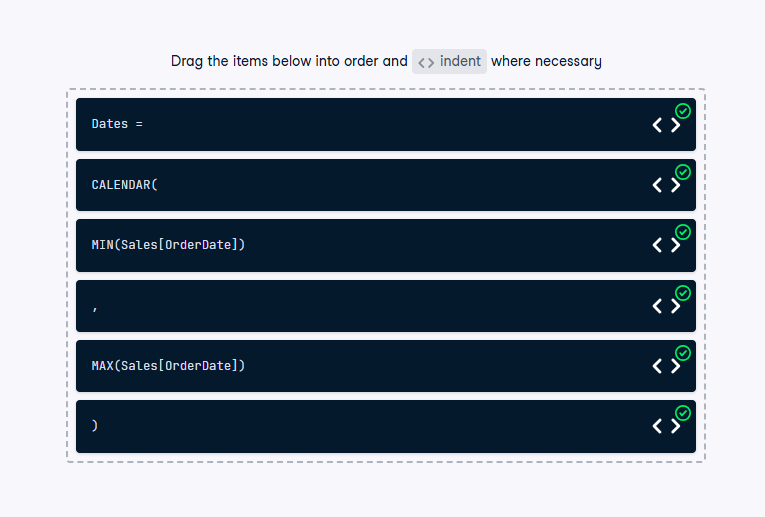 Drag the items below into order and <> indent where necessary
Dates =
CALENDAR(
MIN(Sales[OrderDate])
,
MAX(Sales[OrderDate])
)